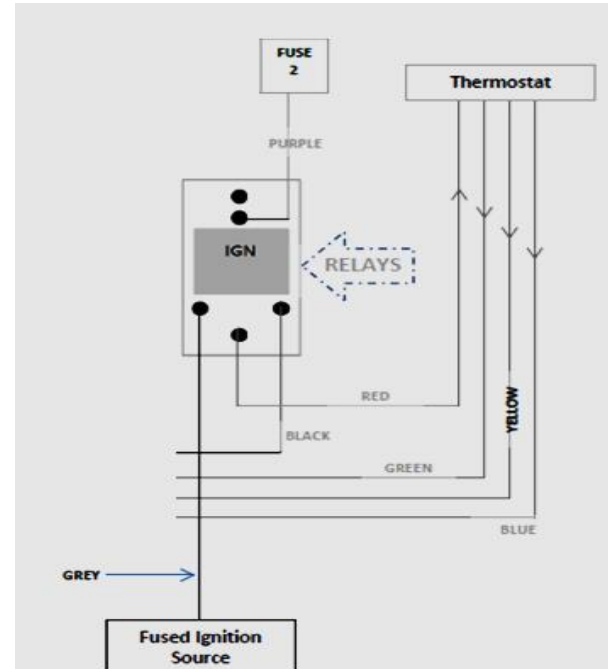 FUSE
2
Thermostat
PURPLE
IGN
RELAYS
RED
YELLOW
BLACK
GREEN
BLUE
GREY
Fused Ignition
Source